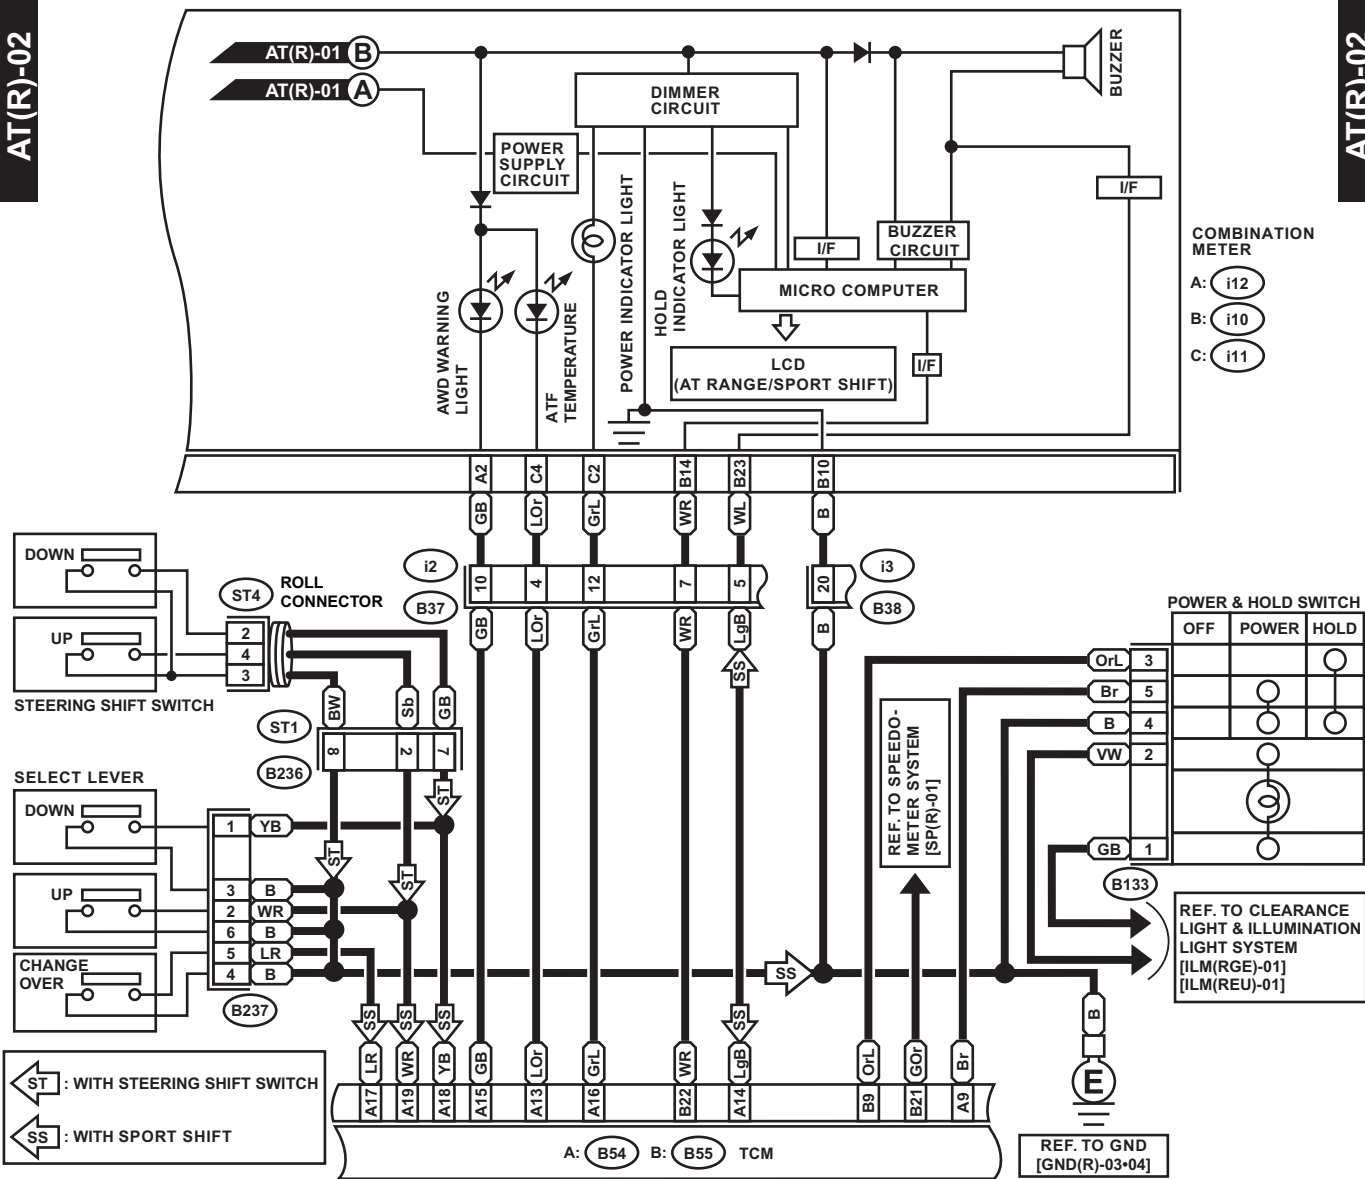 AT(R)-02
AT(R)-02
AT(R)-01 B
AT(R)-01 A
BUZZER
DIMMER
CIRCUIT
POWER
SUPPLY
CIRCUIT
I/F
POWER INDICATOR LIGHT
HOLD
INDICATOR LIGHT
I/F
BUZZER
CIRCUIT
MICRO COMPUTER
COMBINATION
METER
A: i12
B: i10
C: i11
AWD WARNING
LIGHT
ATF
TEMPERATURE
LCD
(AT RANGE/SPORT SHIFT)
I/F
A2 C4 C2 B14 B23 B10
GB LOr GrL WR WL B
i2 10 4 12 7 5 20 i3
B37 B38
GB LOr GrL WR LgB B
SS
DOWN
UP
STEERING SHIFT SWITCH
ST4 ROLL
CONNECTOR
2
4
3
BW Sb GB
ST1
8 2 7
B236
ST
ST
ST
SELECT LEVER
DOWN
UP
CHANGE
OVER
1 YB
3 B
2 WR
6 B
5 LR
4 B
B237
SS
POWER & HOLD SWITCH
OFF POWER HOLD
OrL 3
Br 5
B 4
VW 2
GB 1
B133
REF. TO SPEEDO-
METER SYSTEM
[SP(R)-01]
REF. TO CLEARANCE
LIGHT & ILLUMINATION
LIGHT SYSTEM
[ILM(RGE)-01]
[ILM(REU)-01]
B
E
REF. TO GND
[GND(R)-03•04]
SS SS SS SS
LR WR YB GB LOr GrL WR LgB OrL GOr Br
A17 A19 A18 A15 A13 A16 B22 A14 B9 B21 A9
A: B54 B: B55 TCM
ST : WITH STEERING SHIFT SWITCH
SS : WITH SPORT SHIFT